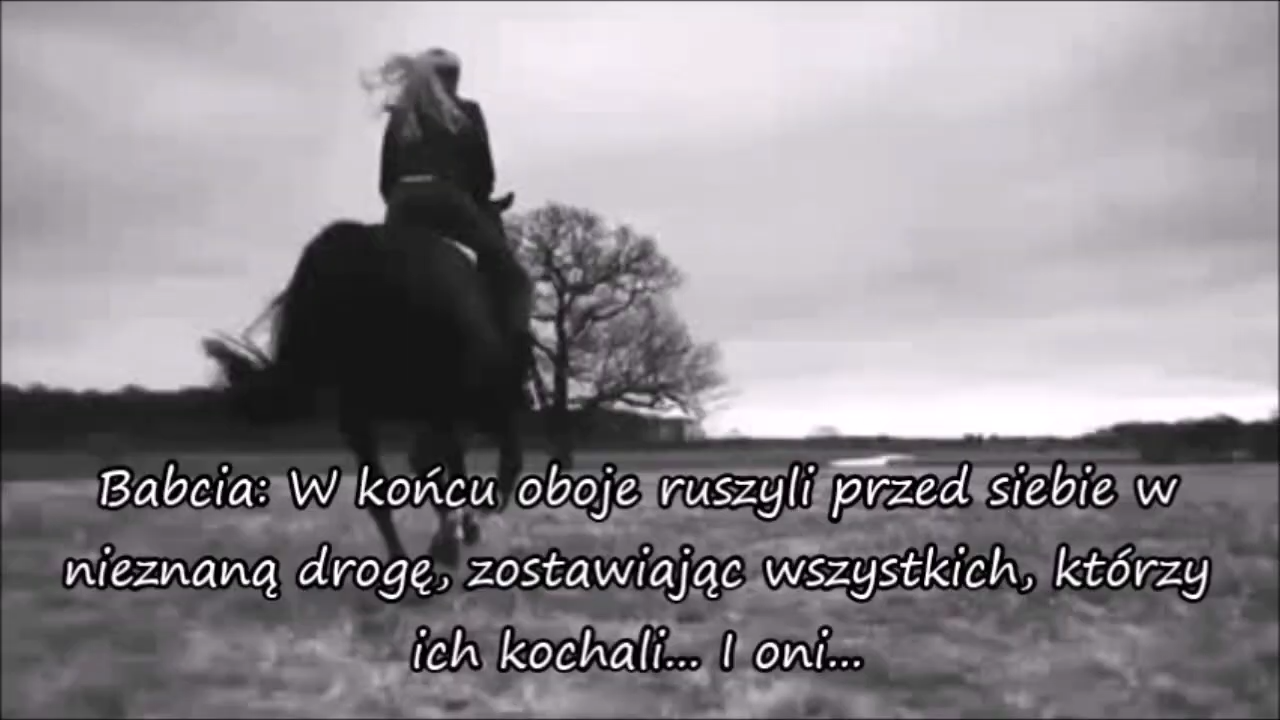 Babcia: W końcu oboje ruszyli przed siebie w
nieznaną drogę, zostawiając wszystkich, którzy
ich kochali... I oni...